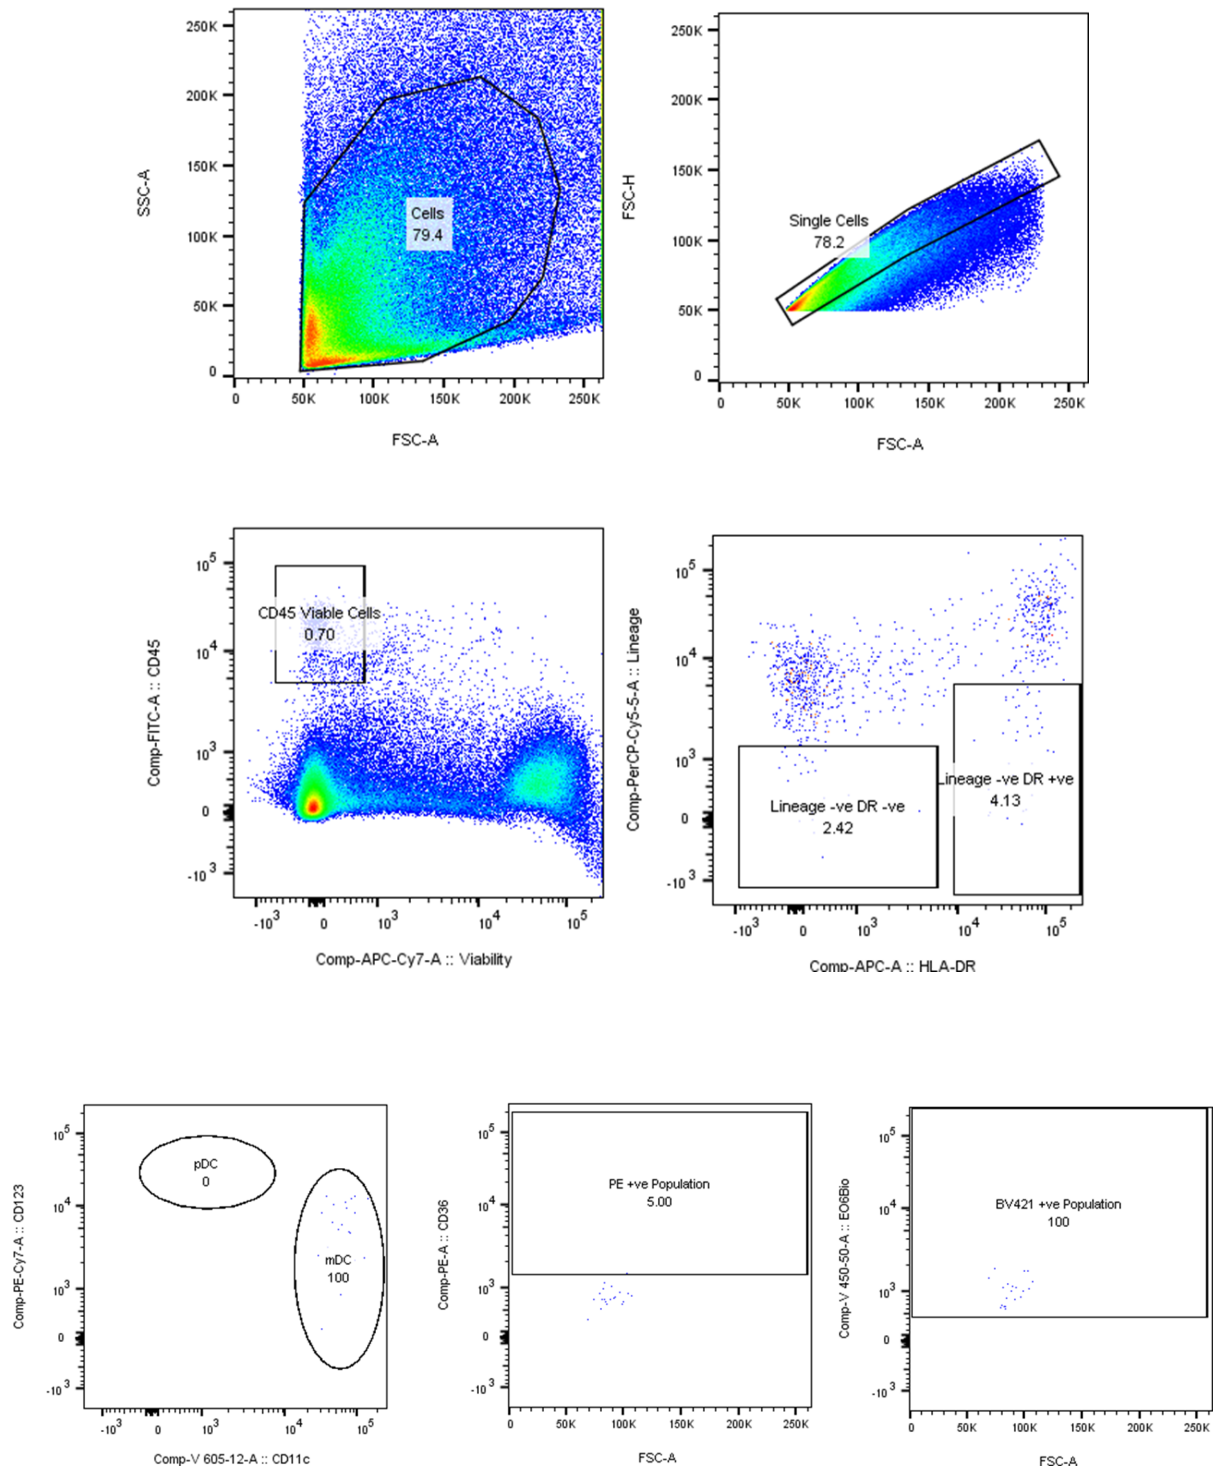 250K
200K
150K
100K
50K
0
SSC-A
Cells
79.4
0
50K
100K
150K
200K
250K
FSC-A
250K
200K
150K
100K
50K
0
FSC-H
Single Cells
78.2
0
50K
100K
150K
200K
250K
FSC-A
10^5
10^4
10^3
0
-10^3
Comp-FITC-A :: CD45
CD45 Viable Cells
0.70
-10^3
0
10^3
10^4
10^5
Comp-APC-Cy7-A :: Viability
10^5
10^4
10^3
0
-10^3
Comp-PerCP-Cy5-5-A :: Lineage
Lineage -ve DR -ve
2.42
Lineage -ve DR +ve
4.13
-10^3
0
10^3
10^4
10^5
Comp-APC-A :: HLA-DR
10^5
10^4
10^3
0
-10^3
Comp-PE-Cy7-A :: CD123
pDC
0
mDC
100
-10^3
0
10^3
10^4
10^5
Comp-V 605-12-A :: CD11c
10^5
10^4
10^3
0
-10^3
Comp-PE-A :: CD36
PE +ve Population
5.00
0
50K
100K
150K
200K
250K
FSC-A
10^5
10^4
10^3
0
-10^3
Comp-V 450-50-A :: EO6Bio
BV421 +ve Population
100
0
50K
100K
150K
200K
250K
FSC-A